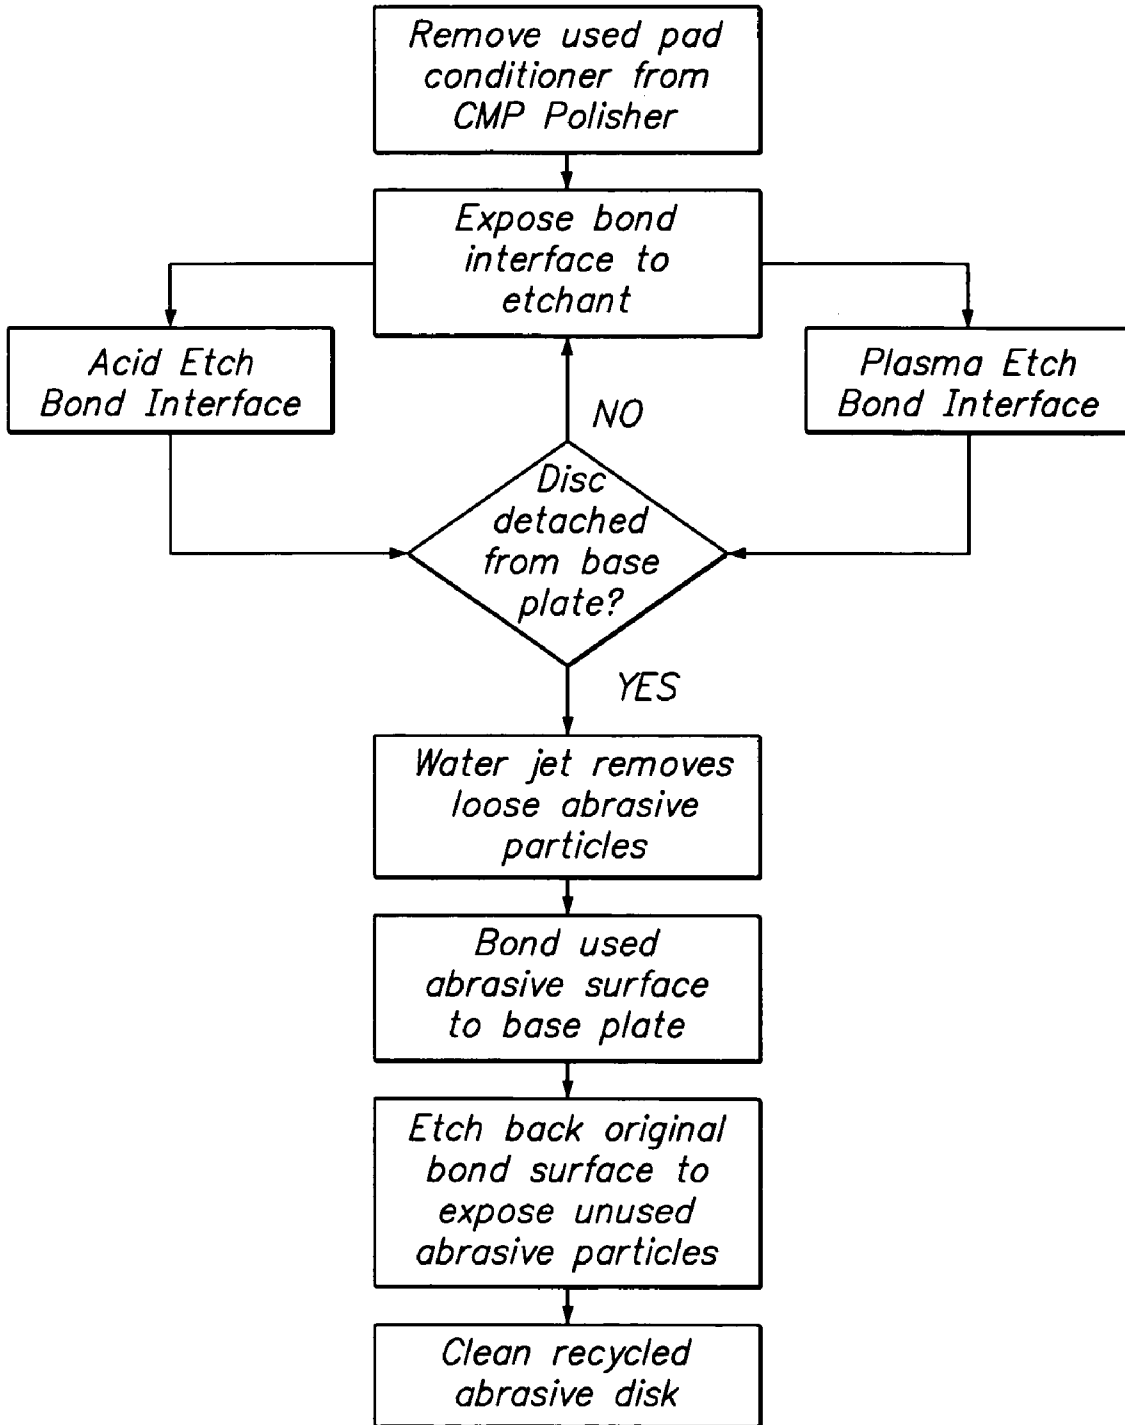 Remove used pad
conditioner from
CMP Polisher
Expose bond
interface to
etchant
Acid Etch
Bond Interface
Plasma Etch
Bond Interface
NO
Disc
detached
from base
plate?
YES
Water jet removes
loose abrasive
particles
Bond used
abrasive surface
to base plate
Etch back original
bond surface to
expose unused
abrasive particles
Clean recycled
abrasive disk